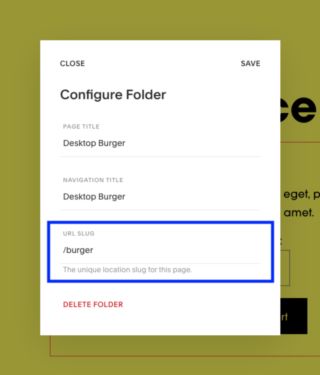 CLOSE
SAVE
Configure Folder
PAGE TITLE
Desktop Burger
NAVIGATION TITLE
Desktop Burger
URL SLUG
/burger
The unique location slug for this page.
DELETE FOLDER
ce
eget, p
amet.
rt